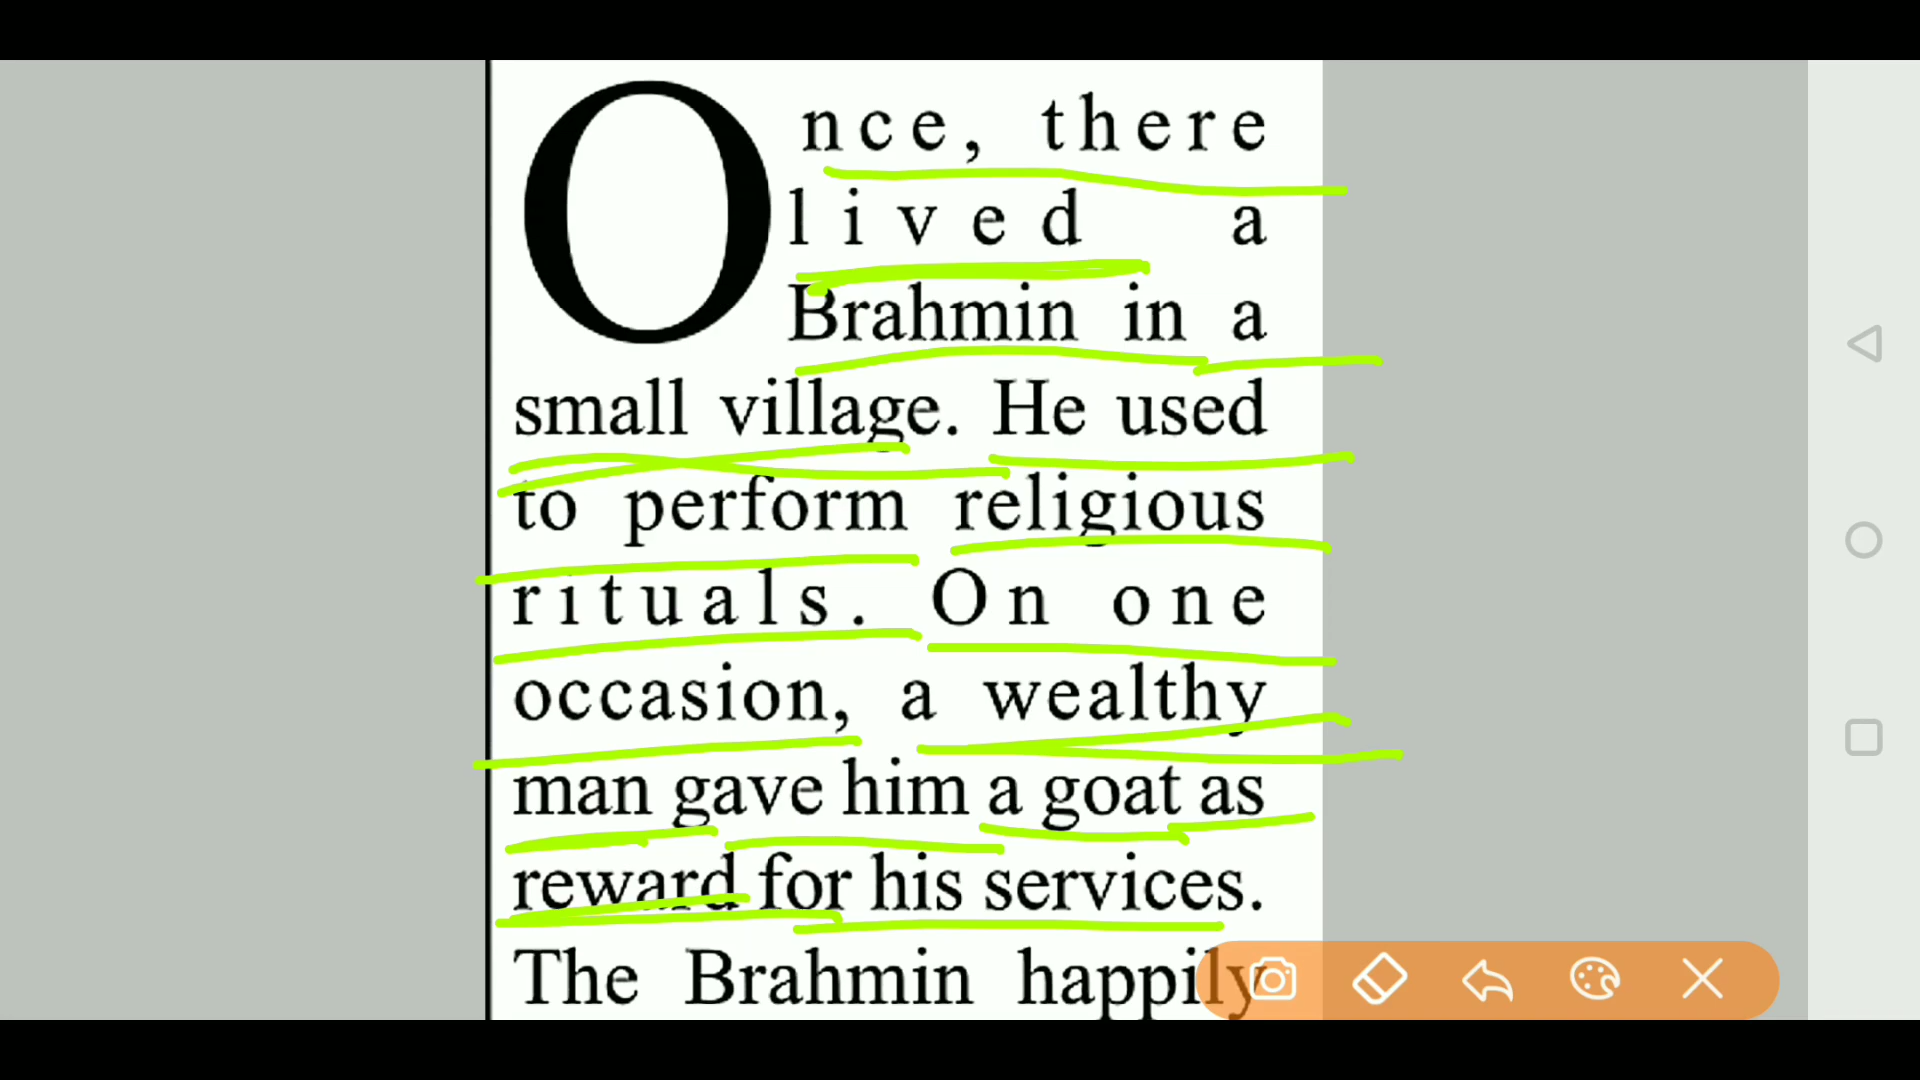 Once, there
lived a
Brahmin in a
small village. He used
to perform religious
rituals. On one
occasion, a wealthy
man gave him a goat as
reward for his services.
The Brahmin happily